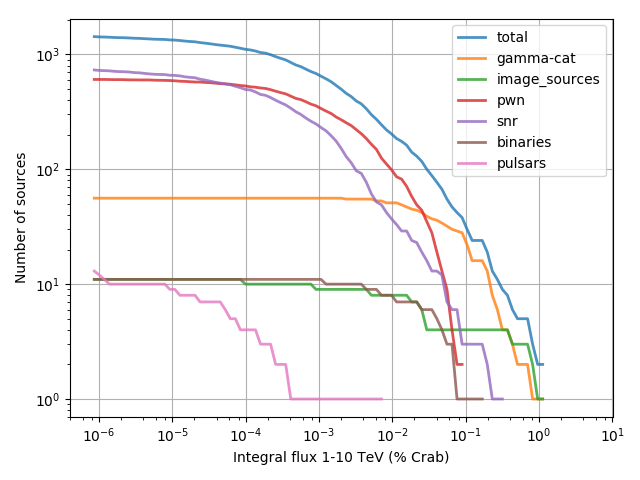 total
gamma-cat
image_sources
pwn
snr
binaries
pulsars
Number of sources
10³
10²
10¹
10⁰
10⁻⁶ 10⁻⁵ 10⁻⁴ 10⁻³ 10⁻² 10⁻¹ 10⁰ 10¹
Integral flux 1-10 TeV (% Crab)